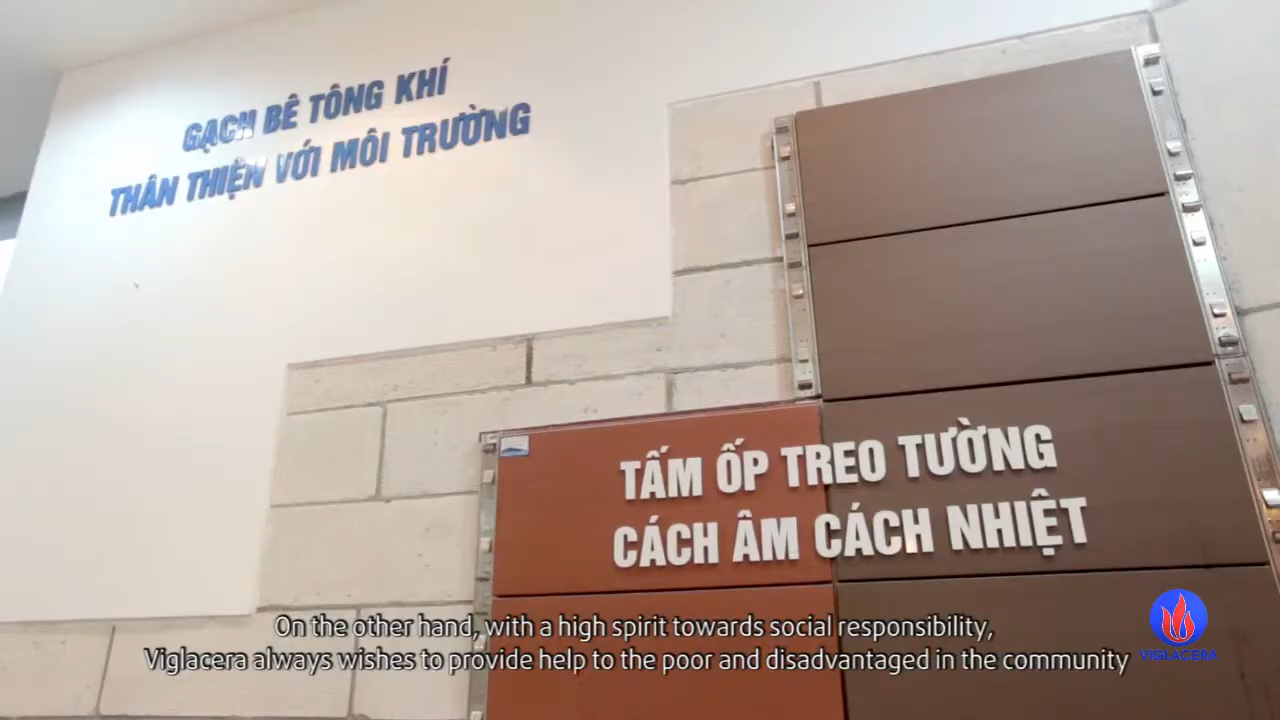 GẠCH BÊ TÔNG KHÍ
THÂN THIỆN VỚI MÔI TRƯỜNG
TẤM ỐP TREO TƯỜNG
CÁCH ÂM CÁCH NHIỆT
On the other hand, with a high spirit towards social responsibility,
Viglacera always wishes to provide help to the poor and disadvantaged in the community
VIGLACERA